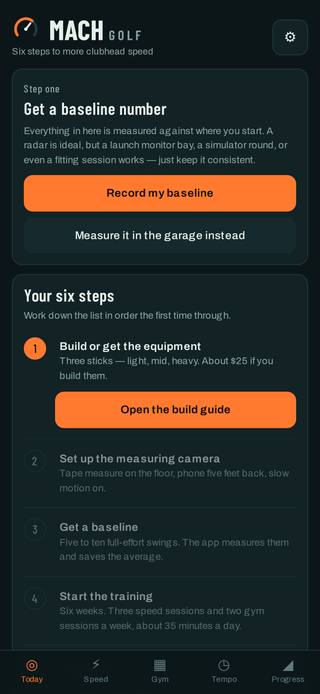 MACH GOLF
Six steps to more clubhead speed
Step one
Get a baseline number
Everything in here is measured against where you start. A
radar is ideal, but a launch monitor bay, a simulator round, or
even a fitting session works — just keep it consistent.
Record my baseline
Measure it in the garage instead
Your six steps
Work down the list in order the first time through.
1
Build or get the equipment
Three sticks — light, mid, heavy. About $25 if you
build them.
Open the build guide
2
Set up the measuring camera
Tape measure on the floor, phone five feet back, slow
motion on.
3
Get a baseline
Five to ten full-effort swings. The app measures them
and saves the average.
4
Start the training
Six weeks. Three speed sessions and two gym
sessions a week, about 35 minutes a day.
Today
Speed
Gym
Tempo
Progress